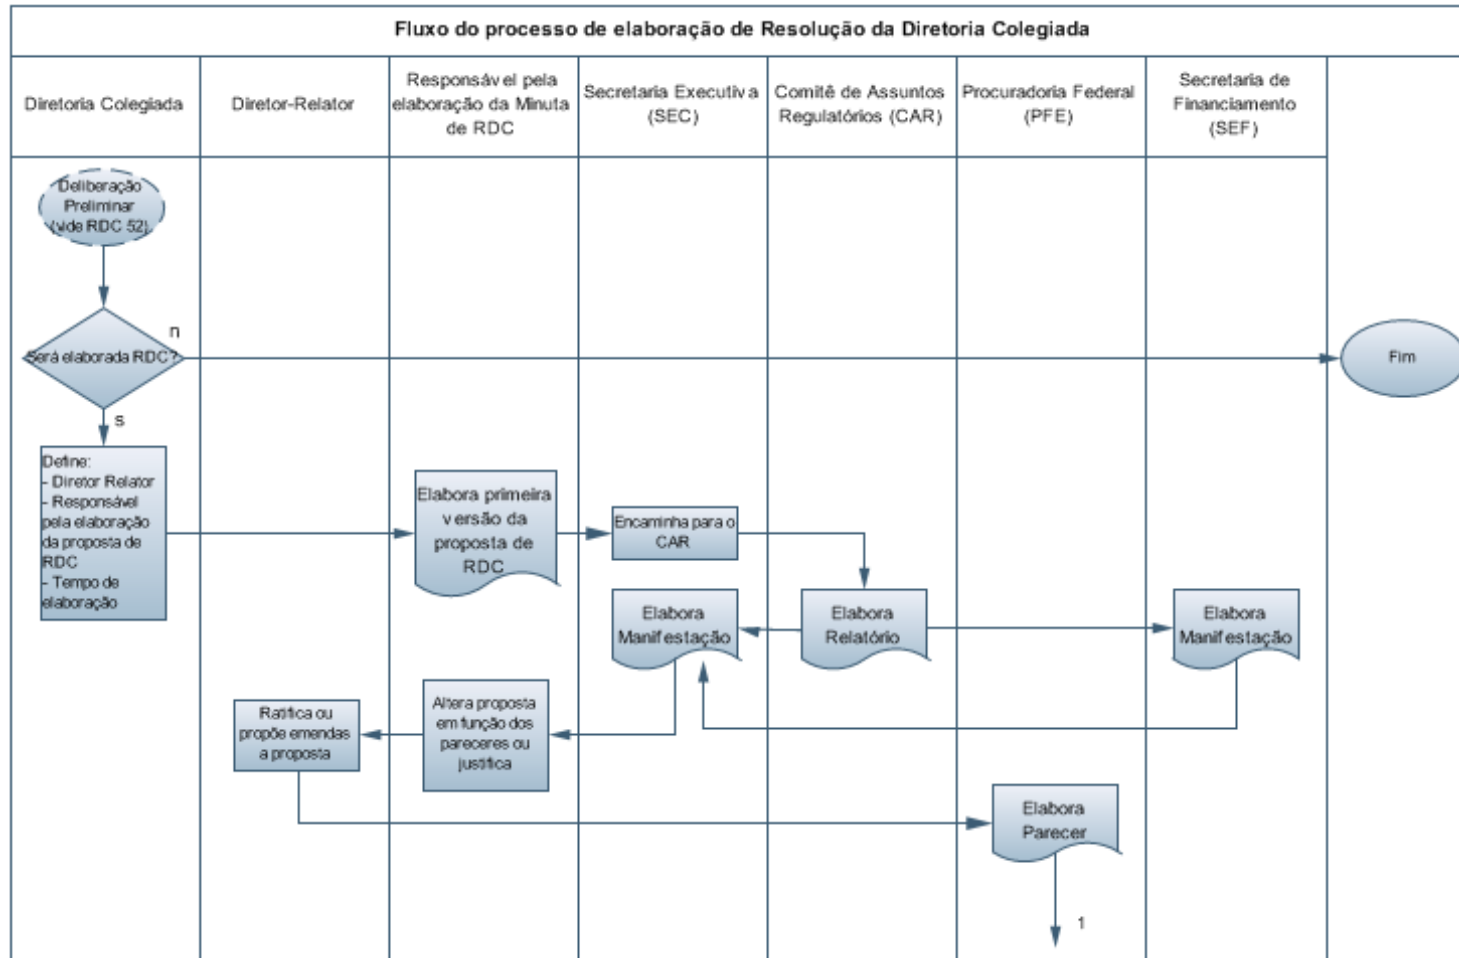 Fluxo do processo de elaboração de Resolução da Diretoria Colegiada
Diretoria Colegiada
Diretor-Relator
Responsável pela
elaboração da Minuta
de RDC
Secretaria Executiva
(SEC)
Comitê de Assuntos
Regulatórios (CAR)
Procuradoria Federal
(PFE)
Secretaria de
Financiamento
(SEF)
Deliberação
Preliminar
(vide RDC 52)
n
Será elaborada RDC?
Fim
s
Define:
- Diretor Relator
- Responsável
pela elaboração
da proposta de
RDC
- Tempo de
elaboração
Elabora primeira
versão da
proposta de
RDC
Encaminha para o
CAR
Elabora
Manifestação
Elabora
Relatório
Elabora
Manifestação
Ratifica ou
propõe emendas
a proposta
Altera proposta
em função dos
pareceres ou
justifica
Elabora
Parecer
1